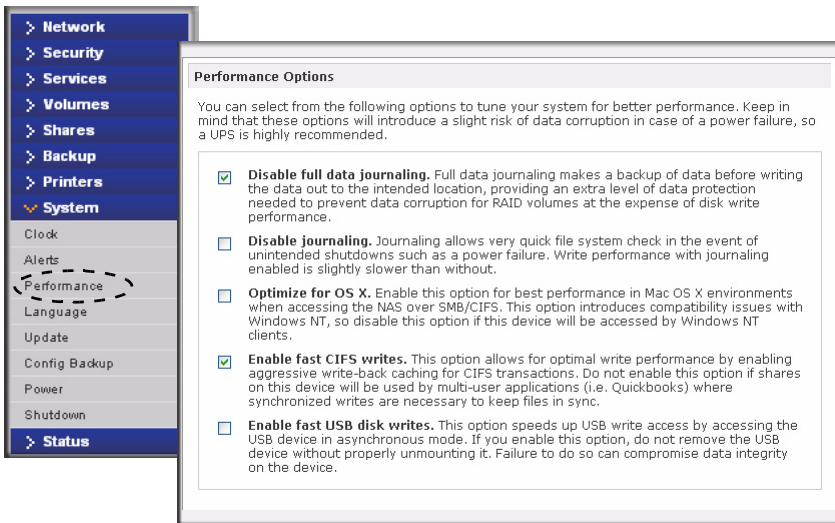 Network
Security
Services
Volumes
Shares
Backup
Printers
System
Clock
Alerts
Performance
Language
Update
Config Backup
Power
Shutdown
Status
Performance Options
You can select from the following options to tune your system for better performance. Keep in
mind that these options will introduce a slight risk of data corruption in case of a power failure, so
a UPS is highly recommended.
Disable full data journaling. Full data journaling makes a backup of data before writing
the data out to the intended location, providing an extra level of data protection
needed to prevent data corruption for RAID volumes at the expense of disk write
performance.
Disable journaling. Journaling allows very quick file system check in the event of
unintended shutdowns such as a power failure. Write performance with journaling
enabled is slightly slower than without.
Optimize for OS X. Enable this option for best performance in Mac OS X environments
when accessing the NAS over SMB/CIFS. This option introduces compatibility issues with
Windows NT, so disable this option if this device will be accessed by Windows NT
clients.
Enable fast CIFS writes. This option allows for optimal write performance by enabling
aggressive write-back caching for CIFS transactions. Do not enable this option if shares
on this device will be used by multi-user applications (i.e. Quickbooks) where
synchronized writes are necessary to keep files in sync.
Enable fast USB disk writes. This option speeds up USB write access by accessing the
USB device in asynchronous mode. If you enable this option, do not remove the USB
device without properly unmounting it. Failure to do so can compromise data integrity
on the device.